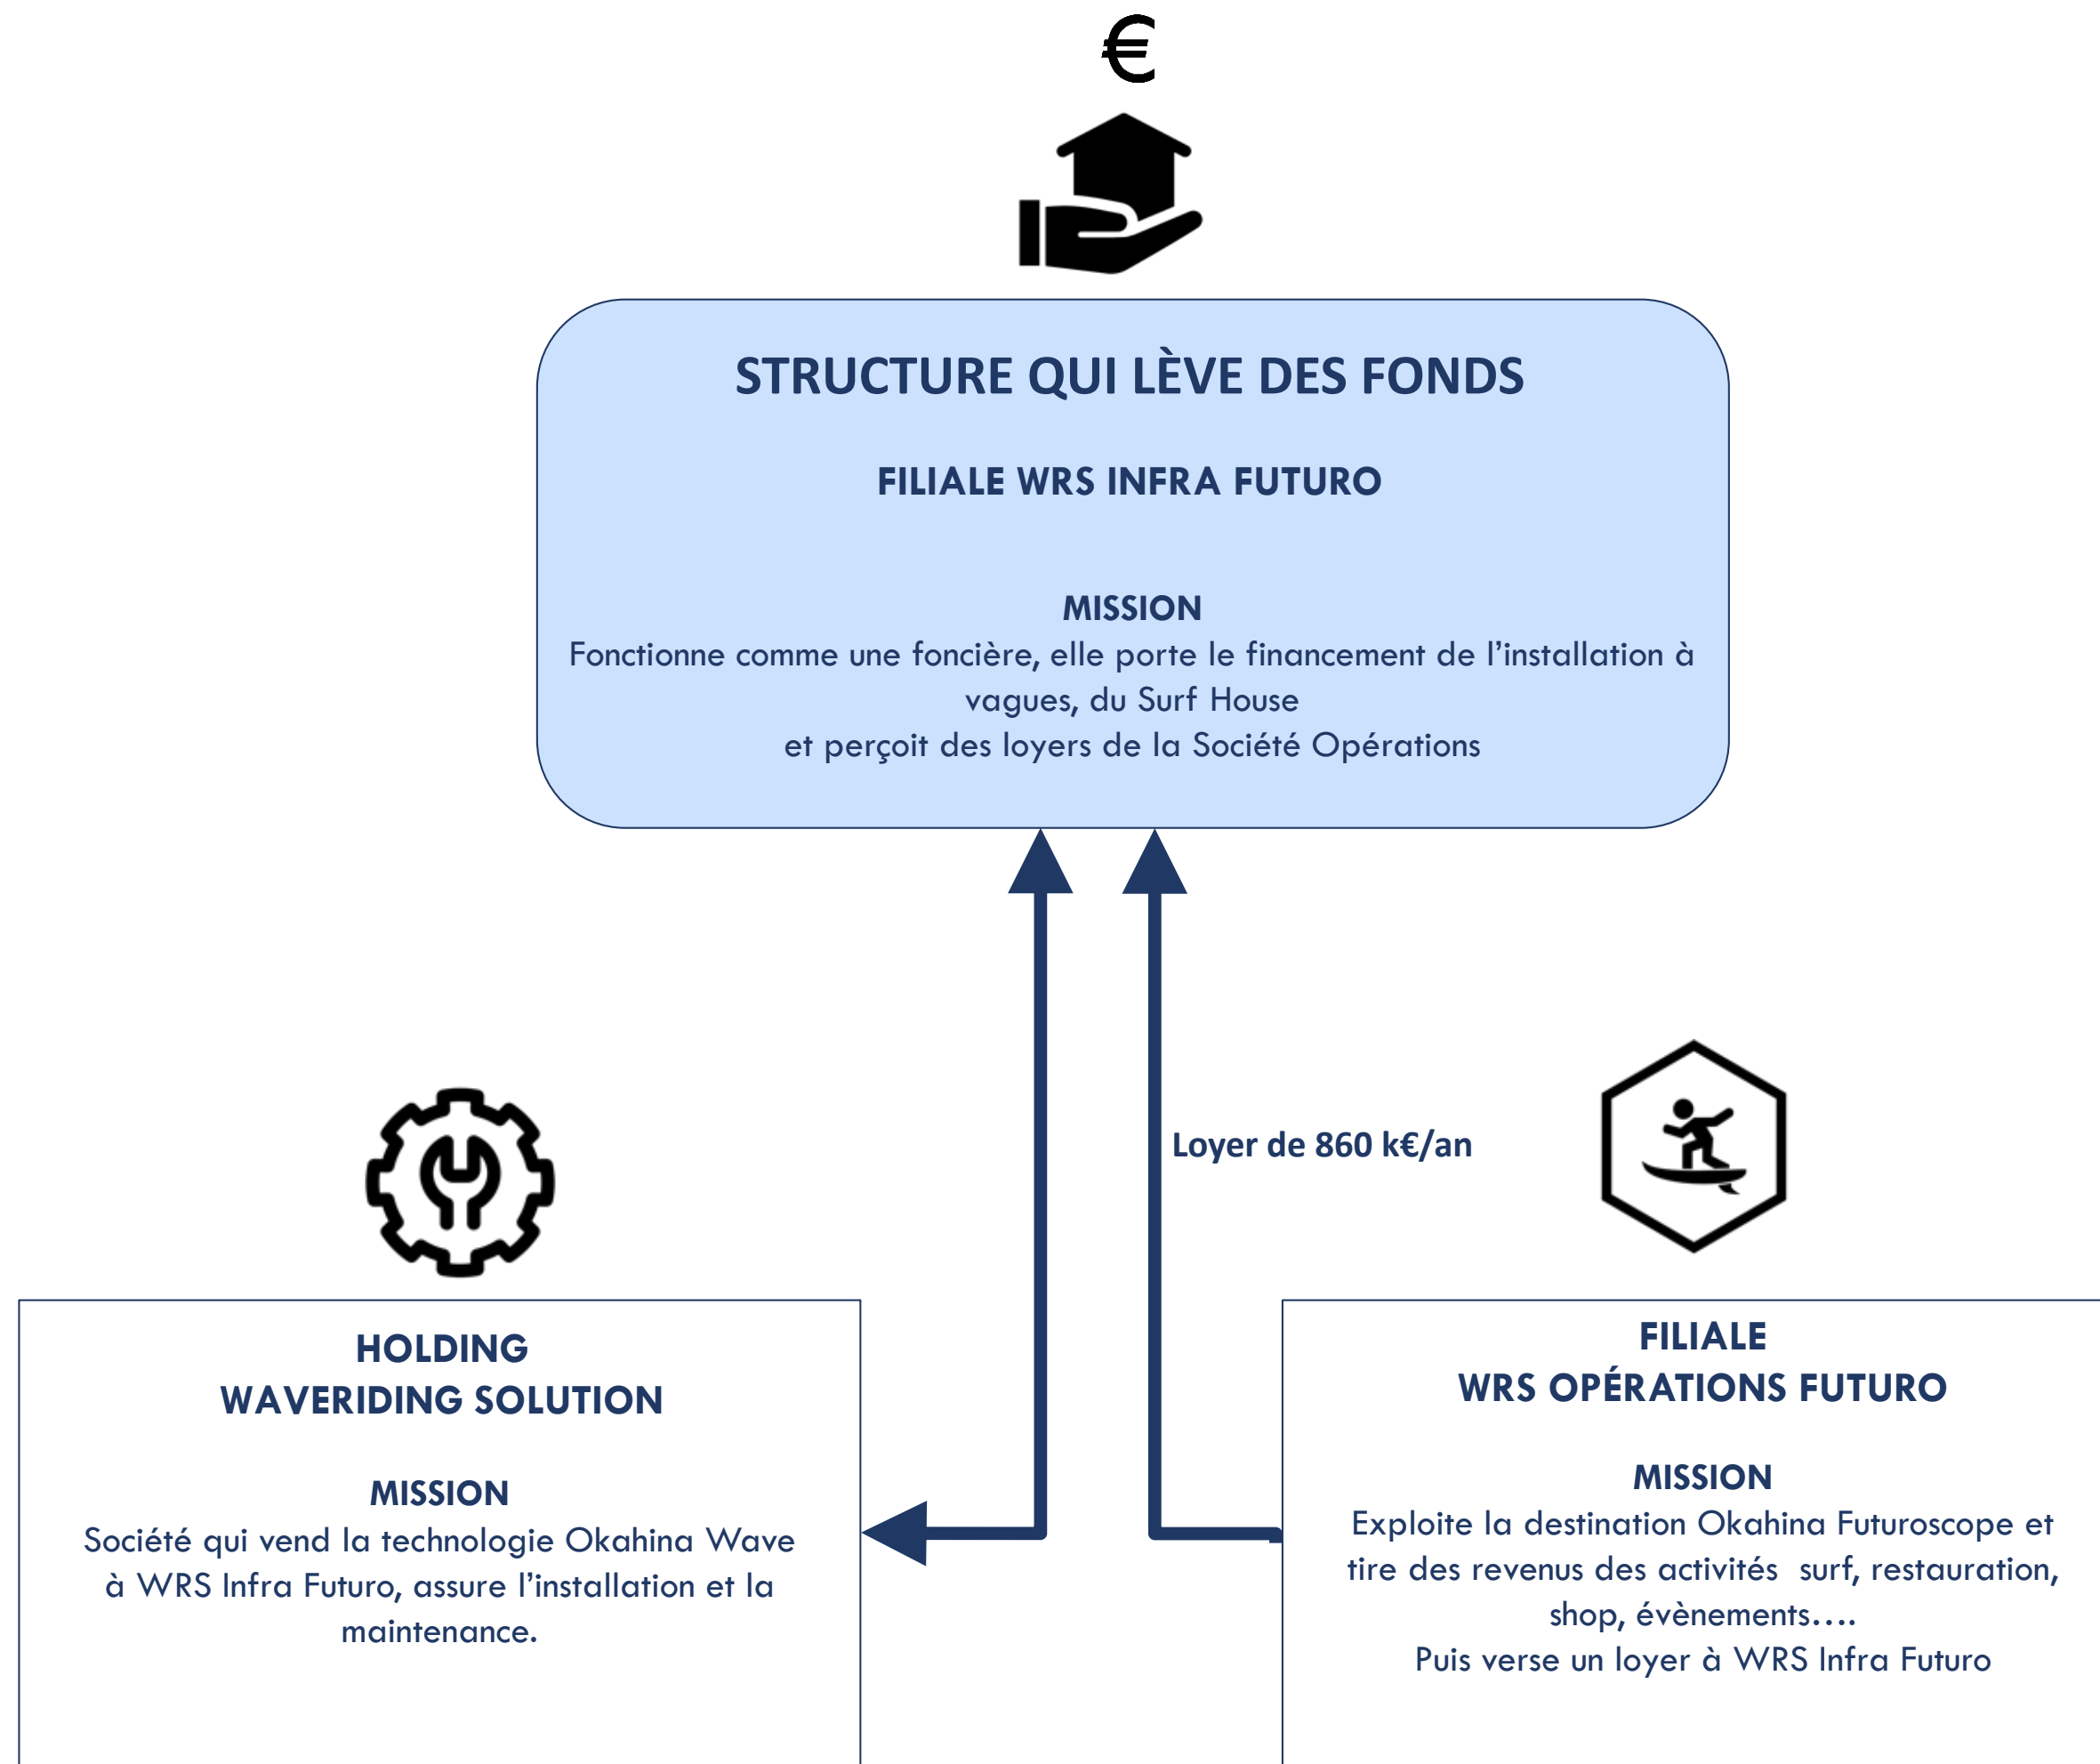 €
STRUCTURE QUI LÈVE DES FONDS
FILIALE WRS INFRA FUTURO
MISSION
Fonctionne comme une foncière, elle porte le financement de l’installation à
vagues, du Surf House
et perçoit des loyers de la Société Opérations
Loyer de 860 k€/an
HOLDING
WAVERIDING SOLUTION
MISSION
Société qui vend la technologie Okahina Wave
à WRS Infra Futuro, assure l’installation et la
maintenance.
FILIALE
WRS OPÉRATIONS FUTURO
MISSION
Exploite la destination Okahina Futuroscope et
tire des revenus des activités  surf, restauration,
shop, évènements….
Puis verse un loyer à WRS Infra Futuro